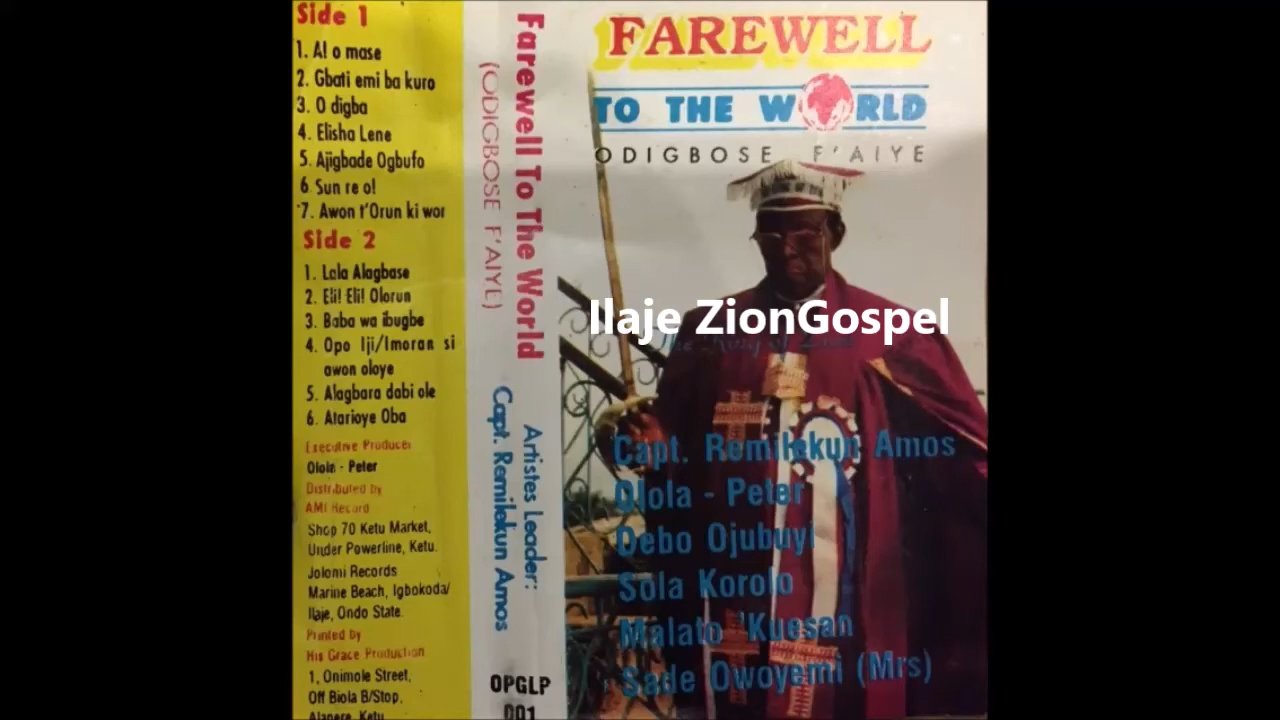 Side 1
1. A! o mase
2. Gbati emi ba kuro
3. O digba
4. Elisha Lene
5. Ajigbade Ogbufo
6. Sun re o!
7. Awon t'Orun ki wor
Side 2
1. Lala Alagbase
2. Eli! Eli! Olorun
3. Baba wa ibugbe
4. Opo Iji/Imoran si
awon oloye
5. Alagbara dabi ole
6. Atarioye Oba
Executive Producer
Olola - Peter
Distributed by
AMI Record
Shop 70 Ketu Market,
Under Powerline, Ketu.
Jolomi Records
Marine Beach, Igbokoda/
Ilaje, Ondo State.
Printed by
His Grace Production
1, Onimole Street,
Off Biola B/Stop,
Alapere, Ketu
Farewell To The World
(ODIGBOSE F'AIYE)
Artistes Leader:
Capt. Remilekun Amos
OPGLP
001
FAREWELL
TO THE WORLD
ODIGBOSE F'AIYE
Ilaje ZionGospel
The King of
Capt. Remilekun Amos
Olola - Peter
Debo Ojubuyi
Sola Korolo
Malato 'Kuesan
Sade Owoyemi (Mrs)